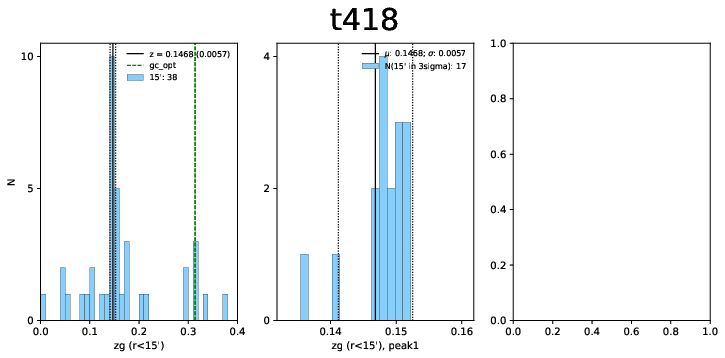 t418
10
5
0
N
0.0 0.1 0.2 0.3 0.4
zg (r<15')
z = 0.1468 (0.0057)
gc_opt
15': 38
4
2
0
0.14 0.15 0.16
zg (r<15'), peak1
μ: 0.1468; σ: 0.0057
N(15' in 3sigma): 17
1.0
0.8
0.6
0.4
0.2
0.0
0.0 0.2 0.4 0.6 0.8 1.0